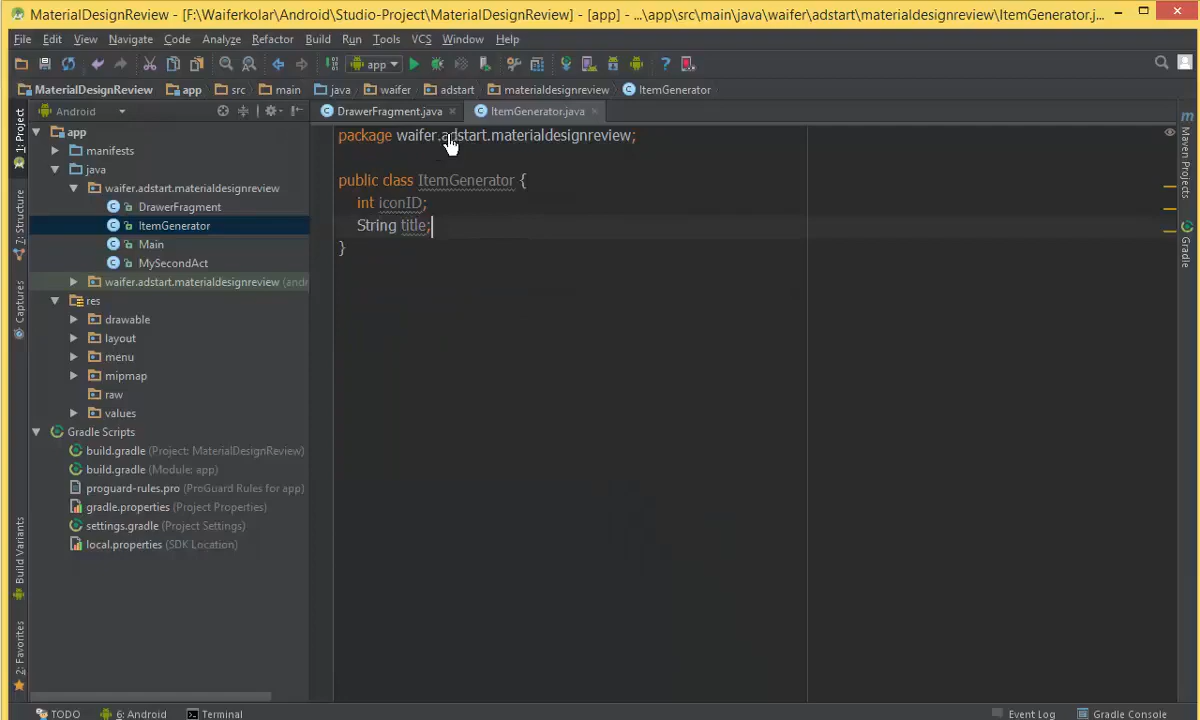 MaterialDesignReview - [F:\Waiferkolar\Android\Studio-Project\MaterialDesignReview] - [app] - ...\app\src\main\java\waifer\adstart\materialdesignreview\ItemGenerator.j...
File Edit View Navigate Code Analyze Refactor Build Run Tools VCS Window Help
app
MaterialDesignReview app src main java waifer adstart materialdesignreview ItemGenerator
Android DrawerFragment.java ItemGenerator.java
1: Project
7: Structure
Captures
Build Variants
2: Favorites
app
manifests
java
waifer.adstart.materialdesignreview
DrawerFragment
ItemGenerator
Main
MySecondAct
waifer.adstart.materialdesignreview (andr
res
drawable
layout
menu
mipmap
raw
values
Gradle Scripts
build.gradle (Project: MaterialDesignReview)
build.gradle (Module: app)
proguard-rules.pro (ProGuard Rules for app)
gradle.properties (Project Properties)
settings.gradle (Project Settings)
local.properties (SDK Location)
package waifer.adstart.materialdesignreview;
public class ItemGenerator {
int iconID;
String title;
}
Maven Projects
Gradle
TODO 6: Android Terminal Event Log Gradle Console